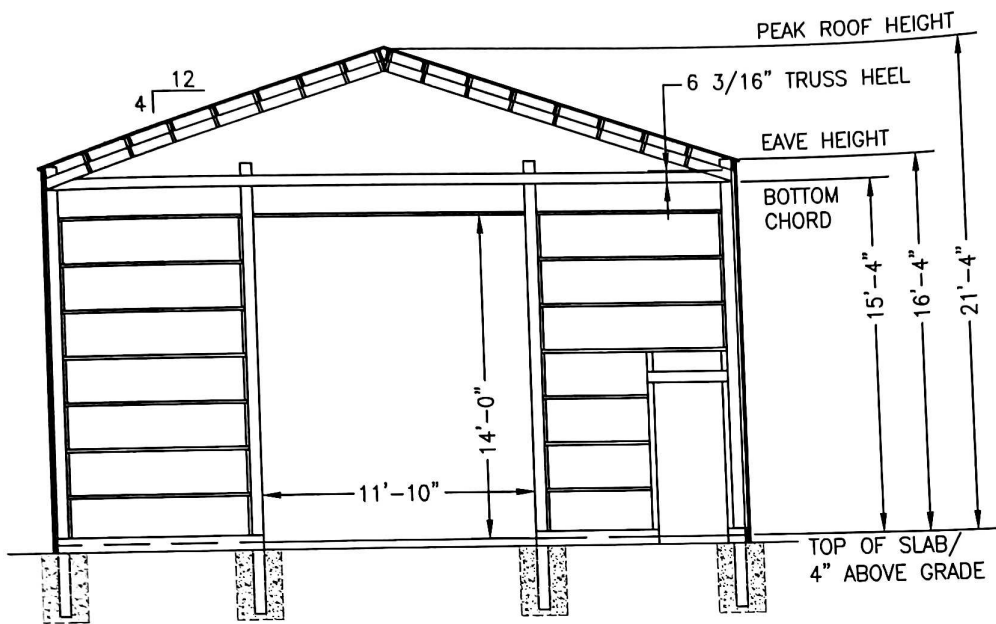 PEAK ROOF HEIGHT
12
4
6 3/16" TRUSS HEEL
EAVE HEIGHT
BOTTOM
CHORD
15'-4"
16'-4"
21'-4"
14'-0"
11'-10"
TOP OF SLAB/
4" ABOVE GRADE